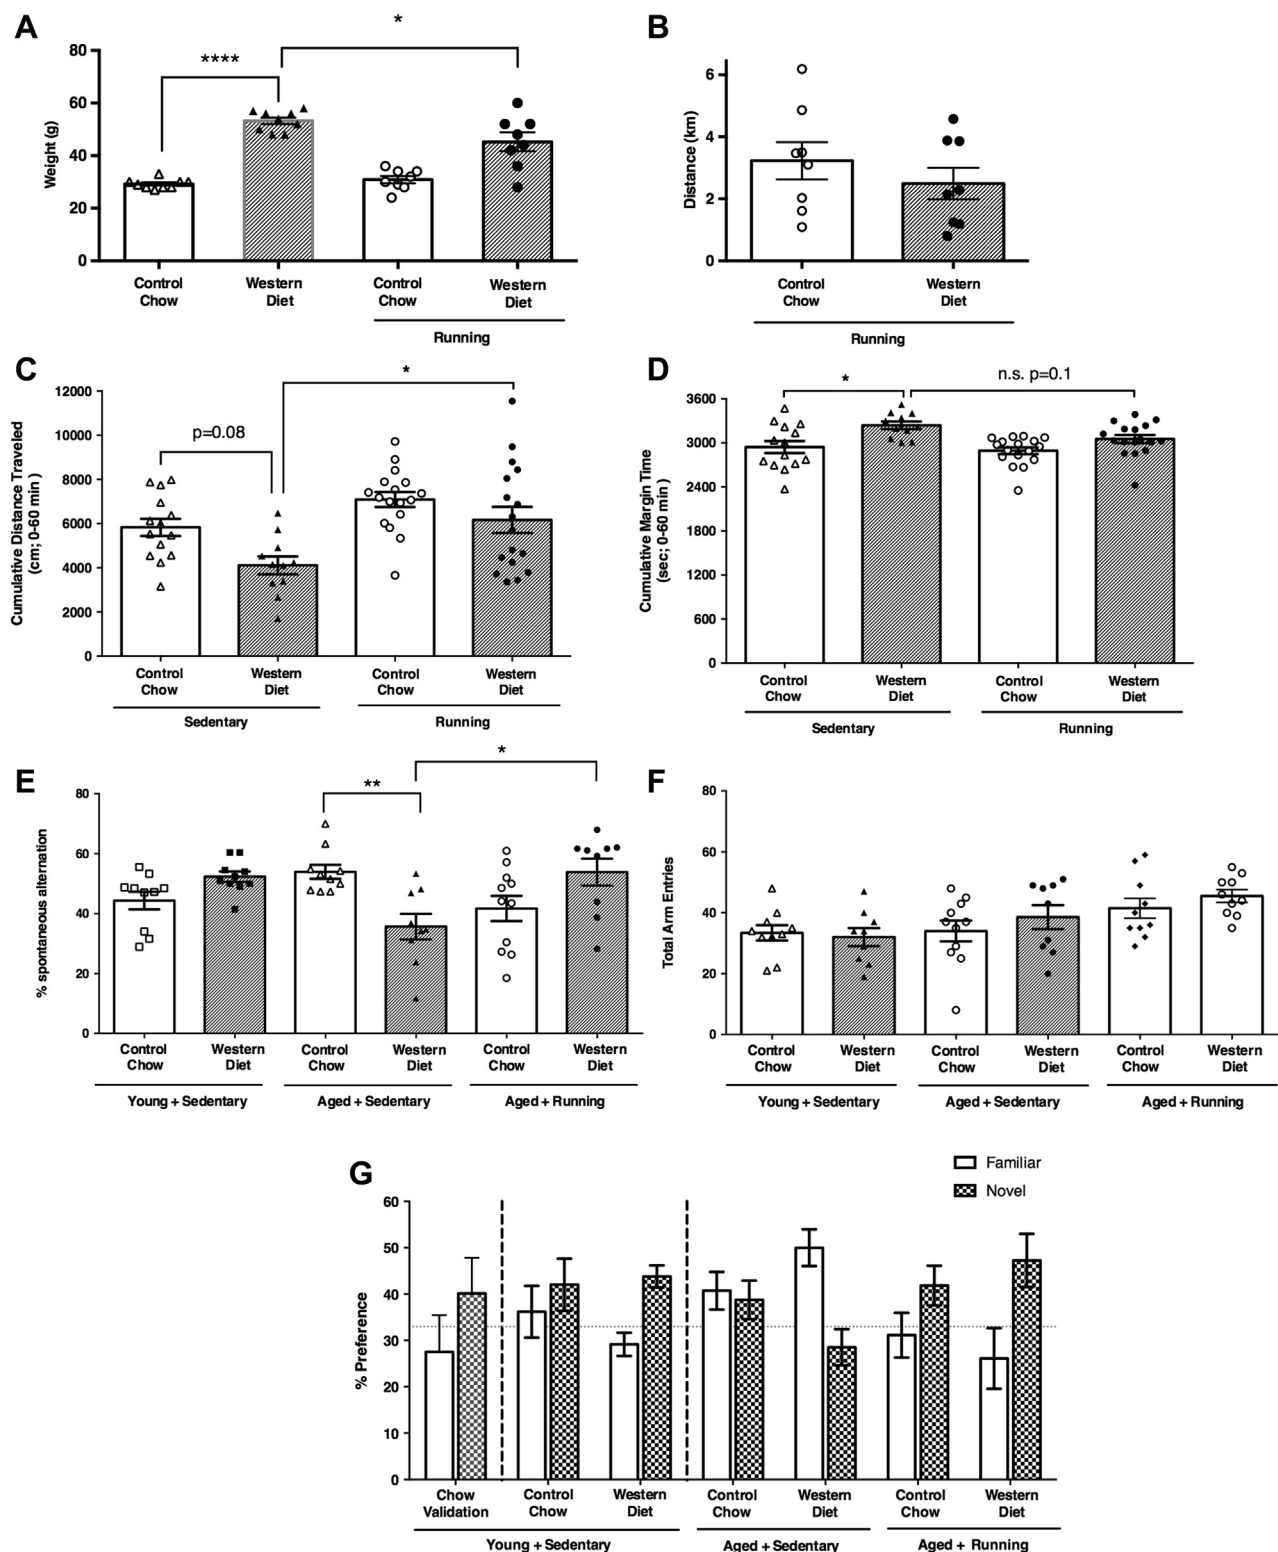 A
*
****
80
60
40
20
0
Weight (g)
Control Chow
Western Diet
Control Chow
Western Diet
Running
B
6
4
2
0
Distance (km)
Control Chow
Western Diet
Running
C
*
p=0.08
12000
10000
8000
6000
4000
2000
0
Cumulative Distance Traveled
(cm; 0-60 min )
Control Chow
Western Diet
Control Chow
Western Diet
Sedentary
Running
D
*
n.s. p=0.1
3600
3000
2400
1800
1200
600
0
Cumulative Margin Time
(sec; 0-60 min )
Control Chow
Western Diet
Control Chow
Western Diet
Sedentary
Running
E
*
**
80
60
40
20
0
% spontaneous alternation
Control Chow
Western Diet
Control Chow
Western Diet
Control Chow
Western Diet
Young + Sedentary
Aged + Sedentary
Aged + Running
F
80
60
40
20
0
Total Arm Entries
Control Chow
Western Diet
Control Chow
Western Diet
Control Chow
Western Diet
Young + Sedentary
Aged + Sedentary
Aged + Running
G
Familiar
Novel
60
50
40
30
20
10
0
% Preference
Chow Validation
Control Chow
Western Diet
Control Chow
Western Diet
Control Chow
Western Diet
Young + Sedentary
Aged + Sedentary
Aged + Running